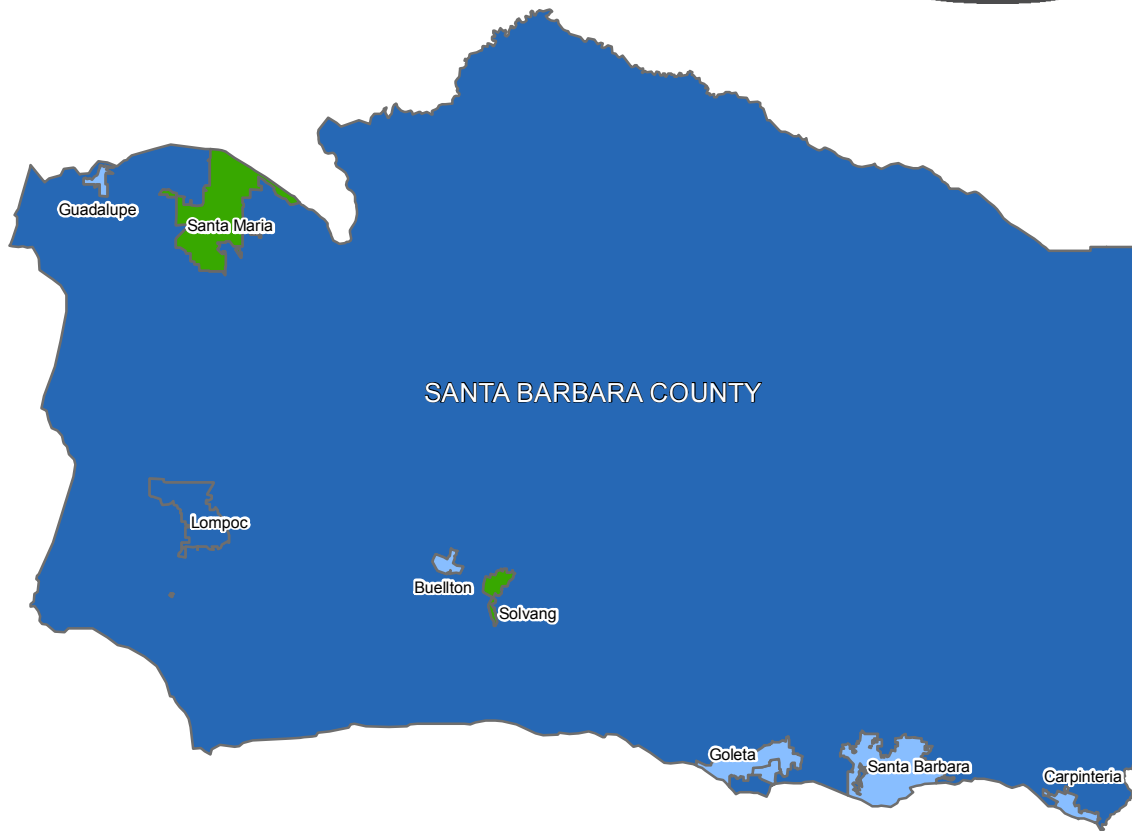 Guadalupe
Santa Maria
SANTA BARBARA COUNTY
Lompoc
Buellton
Solvang
Goleta
Santa Barbara
Carpinteria